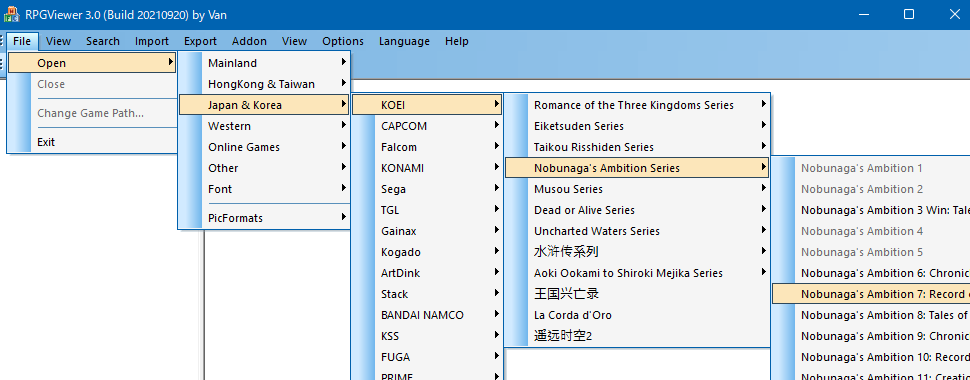 RPGViewer 3.0 (Build 20210920) by Van
File View Search Import Export Addon View Options Language Help
Open
Close
Change Game Path...
Exit
Mainland
HongKong & Taiwan
Japan & Korea
Western
Online Games
Other
Font
PicFormats
KOEI
CAPCOM
Falcom
KONAMI
Sega
TGL
Gainax
Kogado
ArtDink
Stack
BANDAI NAMCO
KSS
FUGA
PRIME
Romance of the Three Kingdoms Series
Eiketsuden Series
Taikou Risshiden Series
Nobunaga's Ambition Series
Musou Series
Dead or Alive Series
Uncharted Waters Series
水浒传系列
Aoki Ookami to Shiroki Mejika Series
王国兴亡录
La Corda d'Oro
遥远时空2
Nobunaga's Ambition 1
Nobunaga's Ambition 2
Nobunaga's Ambition 3 Win: Tale
Nobunaga's Ambition 4
Nobunaga's Ambition 5
Nobunaga's Ambition 6: Chronic
Nobunaga's Ambition 7: Record
Nobunaga's Ambition 8: Tales of
Nobunaga's Ambition 9: Chronic
Nobunaga's Ambition 10: Record
Nobunaga's Ambition 11: Creation